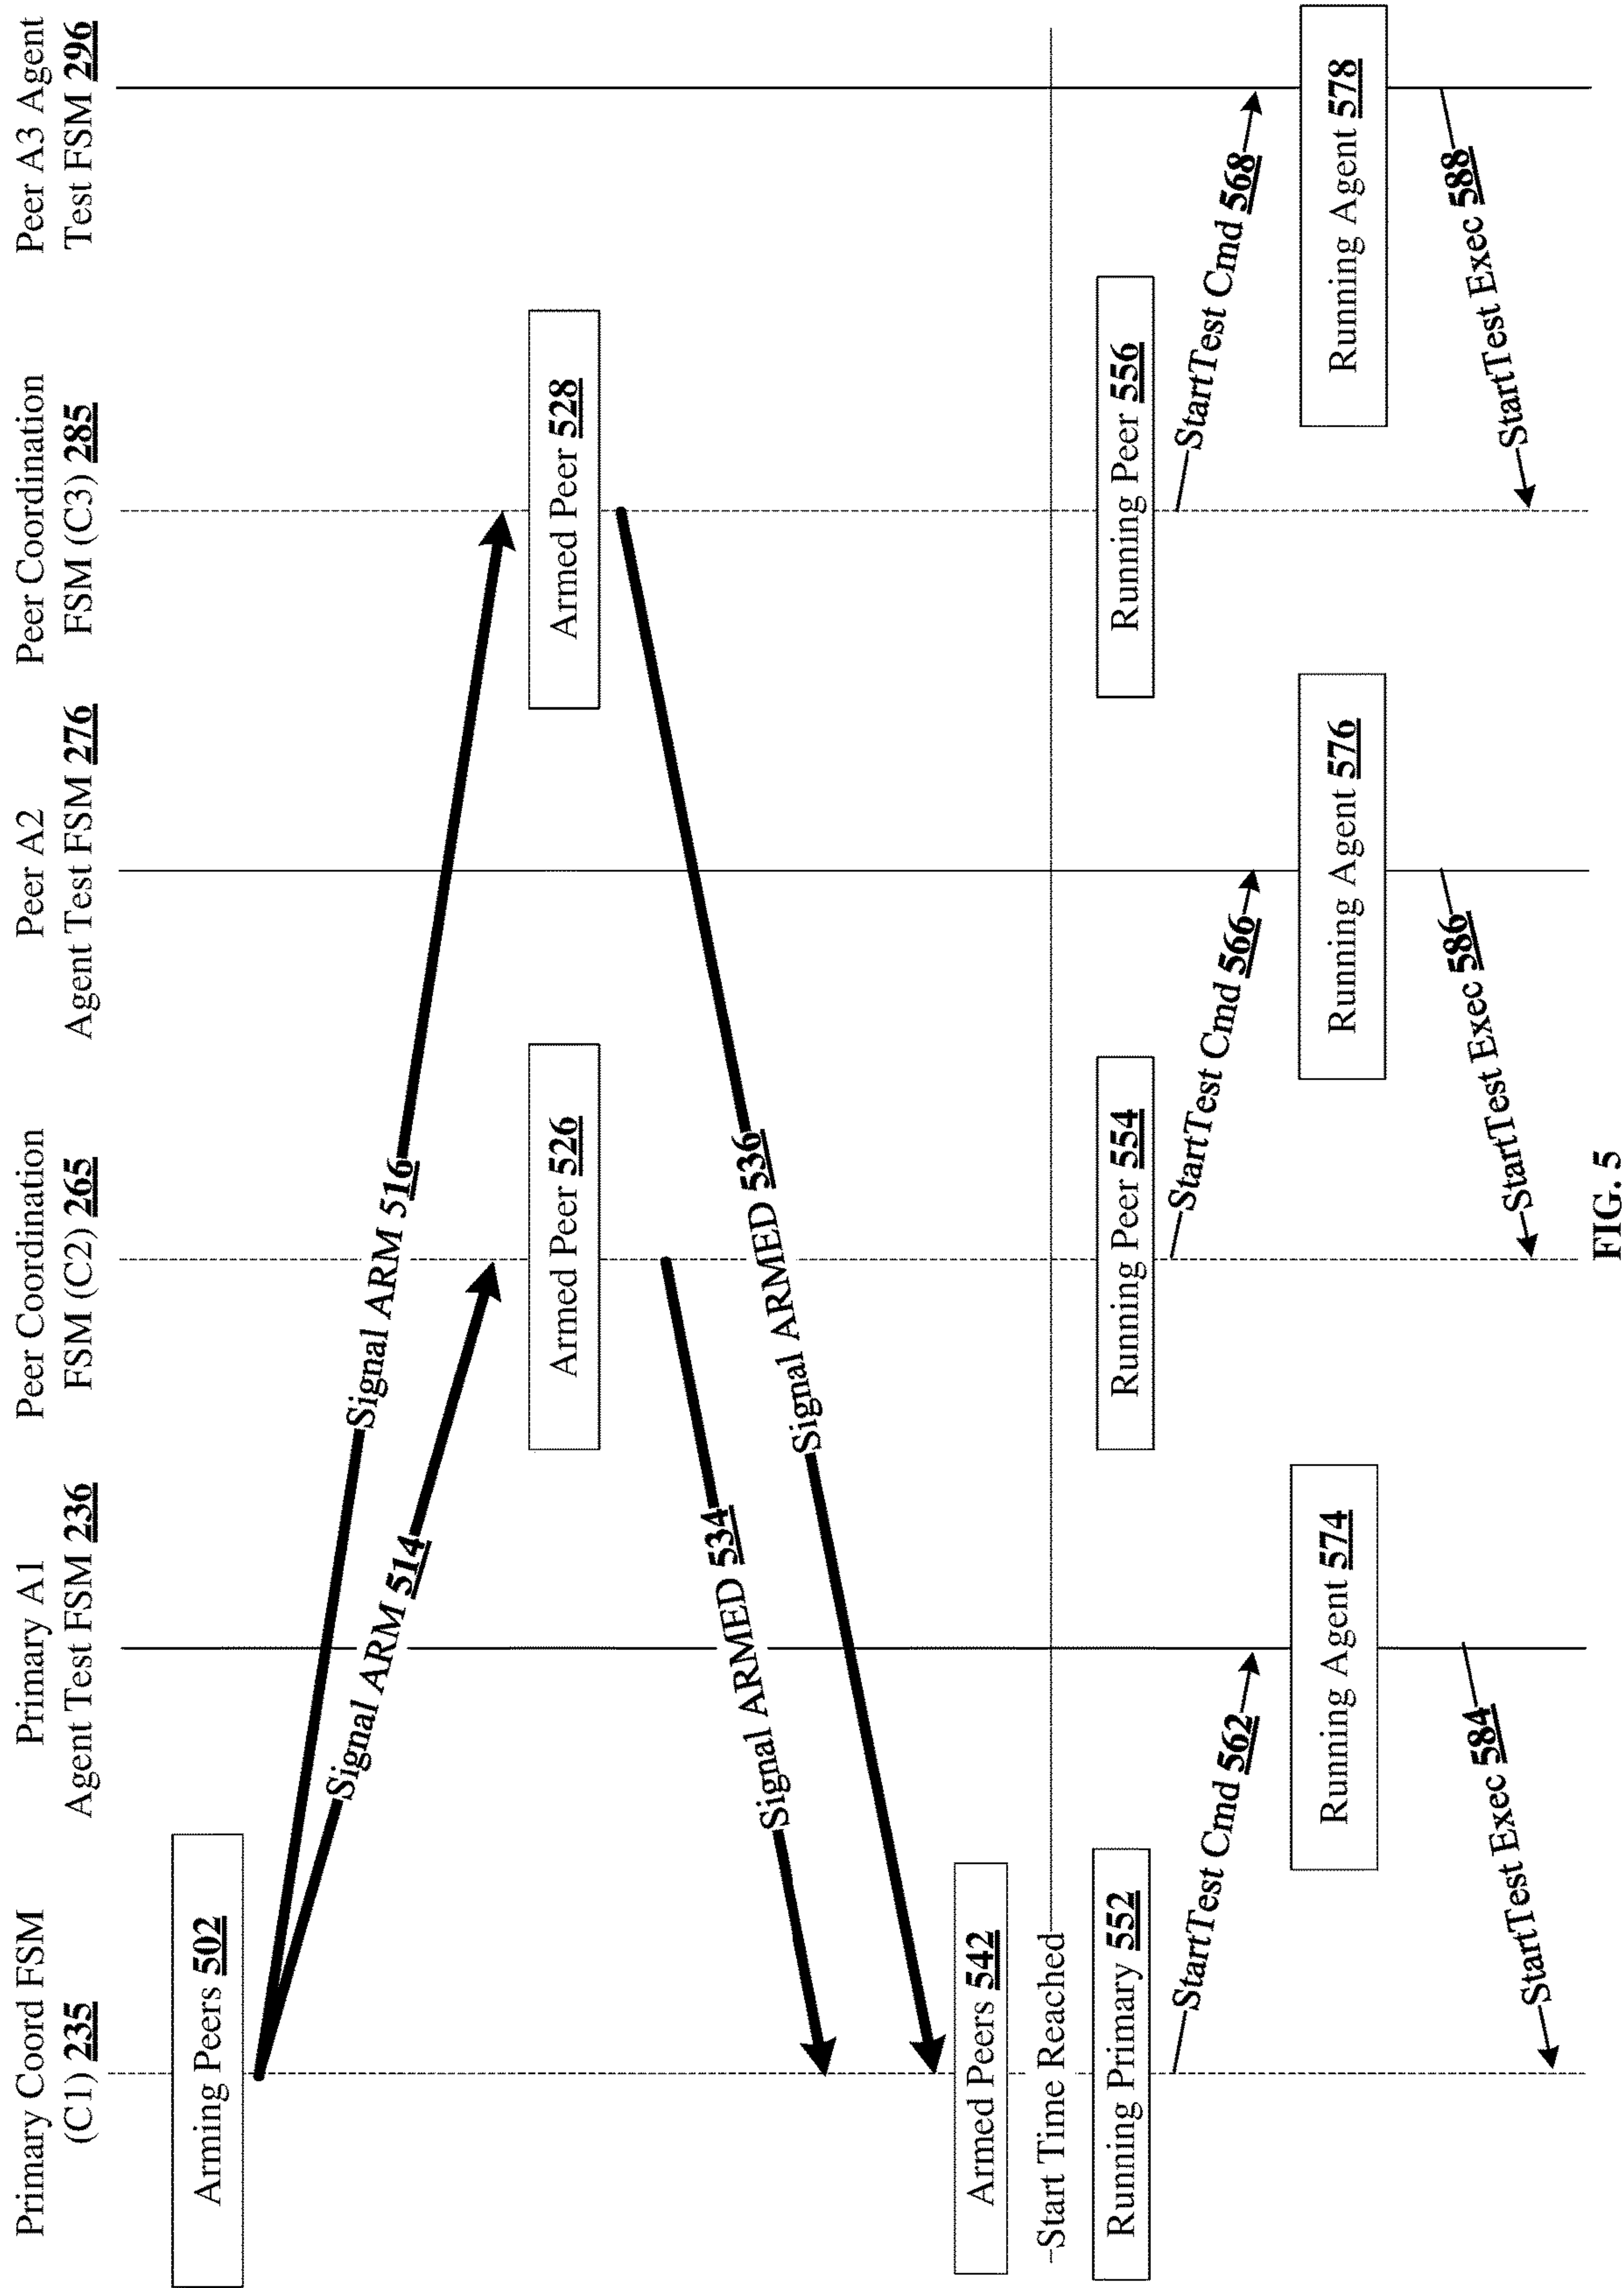 Primary Coord FSM
(C1) 235
Primary A1
Agent Test FSM 236
Peer Coordination
FSM (C2) 265
Peer A2
Agent Test FSM 276
Peer Coordination
FSM (C3) 285
Peer A3 Agent
Test FSM 296
Arming Peers 502
Signal ARM 516
Signal ARM 514
Armed Peer 526
Armed Peer 528
Signal ARMED 534
Signal ARMED 536
Armed Peers 542
Start Time Reached
Running Primary 552
Running Peer 554
Running Peer 556
StartTest Cmd 562
StartTest Cmd 566
StartTest Cmd 568
Running Agent 574
Running Agent 576
Running Agent 578
StartTest Exec 584
StartTest Exec 586
StartTest Exec 588
FIG. 5